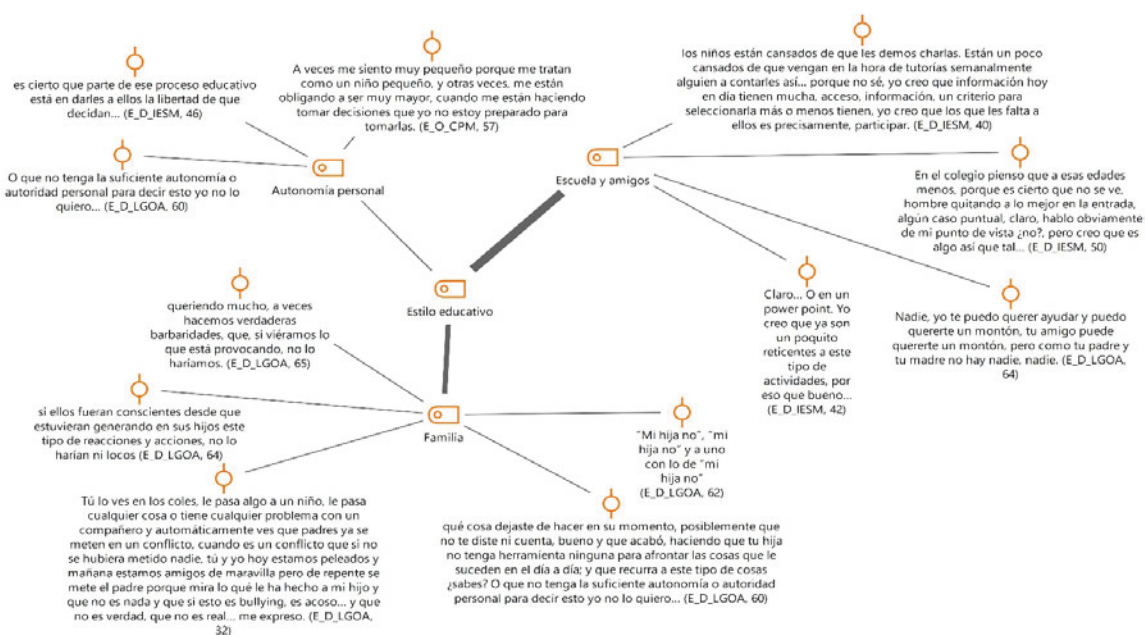 es cierto que parte de ese proceso educativo
está en darles a ellos la libertad de que
decidan... (E_D_IESM, 46)
A veces me siento muy pequeño porque me tratan
como un niño pequeño, y otras veces, me están
obligando a ser muy mayor, cuando me están haciendo
tomar decisiones que yo no estoy preparado para
tomarlas. (E_O_CPM, 57)
los niños están cansados de que les demos charlas. Están un poco
cansados de que vengan en la hora de tutorías semanalmente
alguien a contarles así... porque no sé, yo creo que información hoy
en día tienen mucha, acceso, información, un criterio para
seleccionarla más o menos tienen, yo creo que los que les falta a
ellos es precisamente, participar. (E_D_IESM, 40)
O que no tenga la suficiente autonomía o
autoridad personal para decir esto yo no lo
quiero... (E_D_LGOA, 60)
Autonomía personal
Escuela y amigos
En el colegio pienso que a esas edades
menos, porque es cierto que no se ve,
hombre quitando a lo mejor en la entrada,
algún caso puntual, claro, hablo obviamente
de mi punto de vista ¿no?, pero creo que es
algo así que tal... (E_D_IESM, 50)
Estilo educativo
queriendo mucho, a veces
hacemos verdaderas
barbaridades, que, si viéramos lo
que está provocando, no lo
haríamos. (E_D_LGOA, 65)
Claro... O en un
power point. Yo
creo que ya son
un poquito
reticentes a este
tipo de
actividades, por
eso que bueno...
(E_D_IESM, 42)
Nadie, yo te puedo querer ayudar y puedo
quererte un montón, tu amigo puede
quererte un montón, pero como tu padre y
tu madre no hay nadie, nadie. (E_D_LGOA,
64)
si ellos fueran conscientes desde que
estuvieran generando en sus hijos este
tipo de reacciones y acciones, no lo
harían ni locos (E_D_LGOA, 64)
Familia
"Mi hija no", "mi
hija no" y a uno
con lo de "mi
hija no"
(E_D_LGOA, 62)
Tú lo ves en los coles, le pasa algo a un niño, le pasa
cualquier cosa o tiene cualquier problema con un
compañero y automáticamente ves que padres ya se
meten en un conflicto, cuando es un conflicto que si no
se hubiera metido nadie, tú y yo hoy estamos peleados y
mañana estamos amigos de maravilla pero de repente se
mete el padre porque mira lo qué le ha hecho a mi hijo y
que no es nada y que si esto es bullying, es acoso... y que
no es verdad, que no es real... me expreso. (E_D_LGOA,
32)
qué cosa dejaste de hacer en su momento, posiblemente que
no te diste ni cuenta, bueno y que acabó, haciendo que tu hija
no tenga herramienta ninguna para afrontar las cosas que le
suceden en el día a día; y que recurra a este tipo de cosas
¿sabes? O que no tenga la suficiente autonomía o autoridad
personal para decir esto yo no lo quiero... (E_D_LGOA, 60)